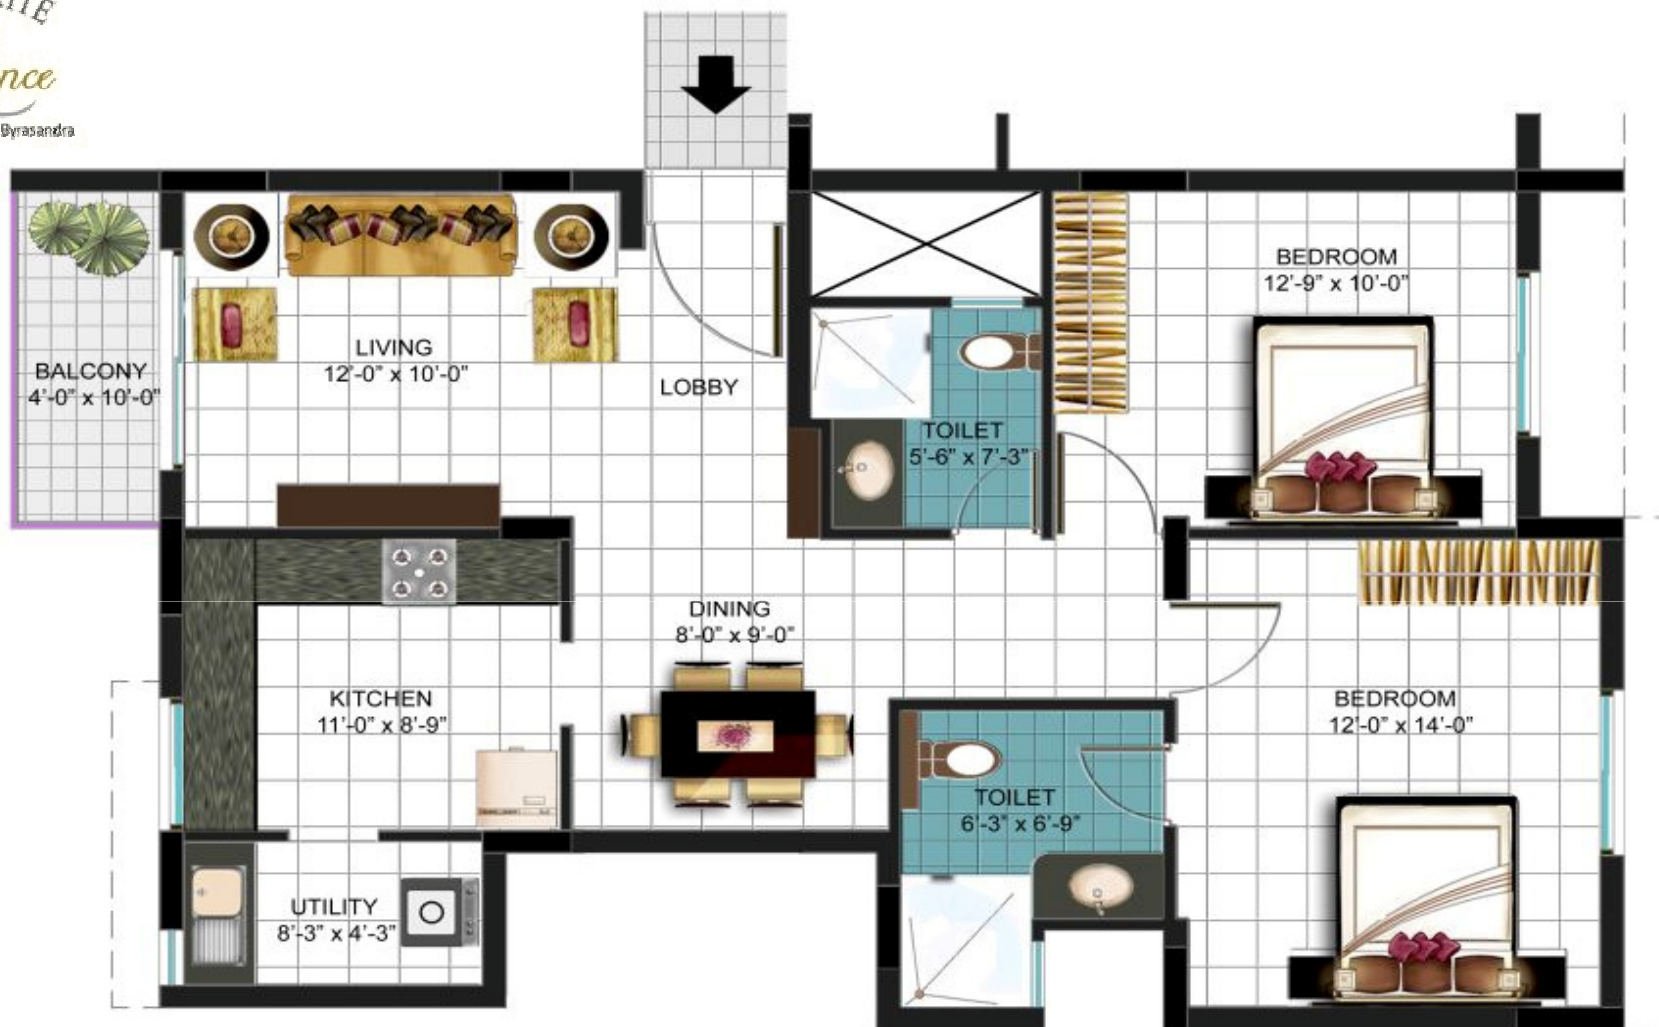 nce
Byrasandra
BEDROOM
12'-9" x 10'-0"
LIVING
12'-0" x 10'-0"
BALCONY
4'-0" x 10'-0"
LOBBY
TOILET
5'-6" x 7'-3"
DINING
8'-0" x 9'-0"
KITCHEN
11'-0" x 8'-9"
BEDROOM
12'-0" x 14'-0"
TOILET
6'-3" x 6'-9"
UTILITY
8'-3" x 4'-3"